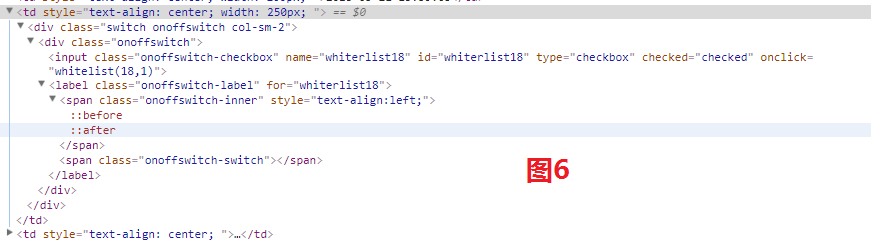 <td style="text-align: center; width: 250px; "> == $0
<div class="switch onoffswitch col-sm-2">
<div class="onoffswitch">
<input class="onoffswitch-checkbox" name="whiterlist18" id="whiterlist18" type="checkbox" checked="checked" onclick=
"whitelist(18,1)">
<label class="onoffswitch-label" for="whiterlist18">
<span class="onoffswitch-inner" style="text-align:left;">
::before
::after
</span>
<span class="onoffswitch-switch"></span>
图6
</label>
</div>
</div>
</td>
<td style="text-align: center; ">…</td>